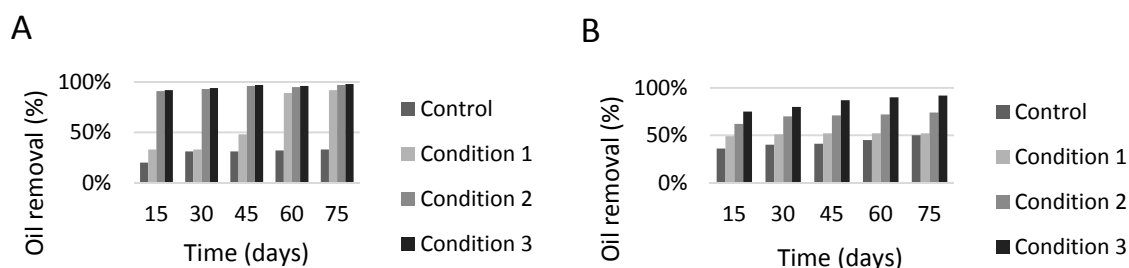 A
Oil removal (%)
100%
50%
0%
15 30 45 60 75
Time (days)
Control
Condition 1
Condition 2
Condition 3
B
Oil removal (%)
100%
50%
0%
15 30 45 60 75
Time (days)
Control
Condition 1
Condition 2
Condition 3